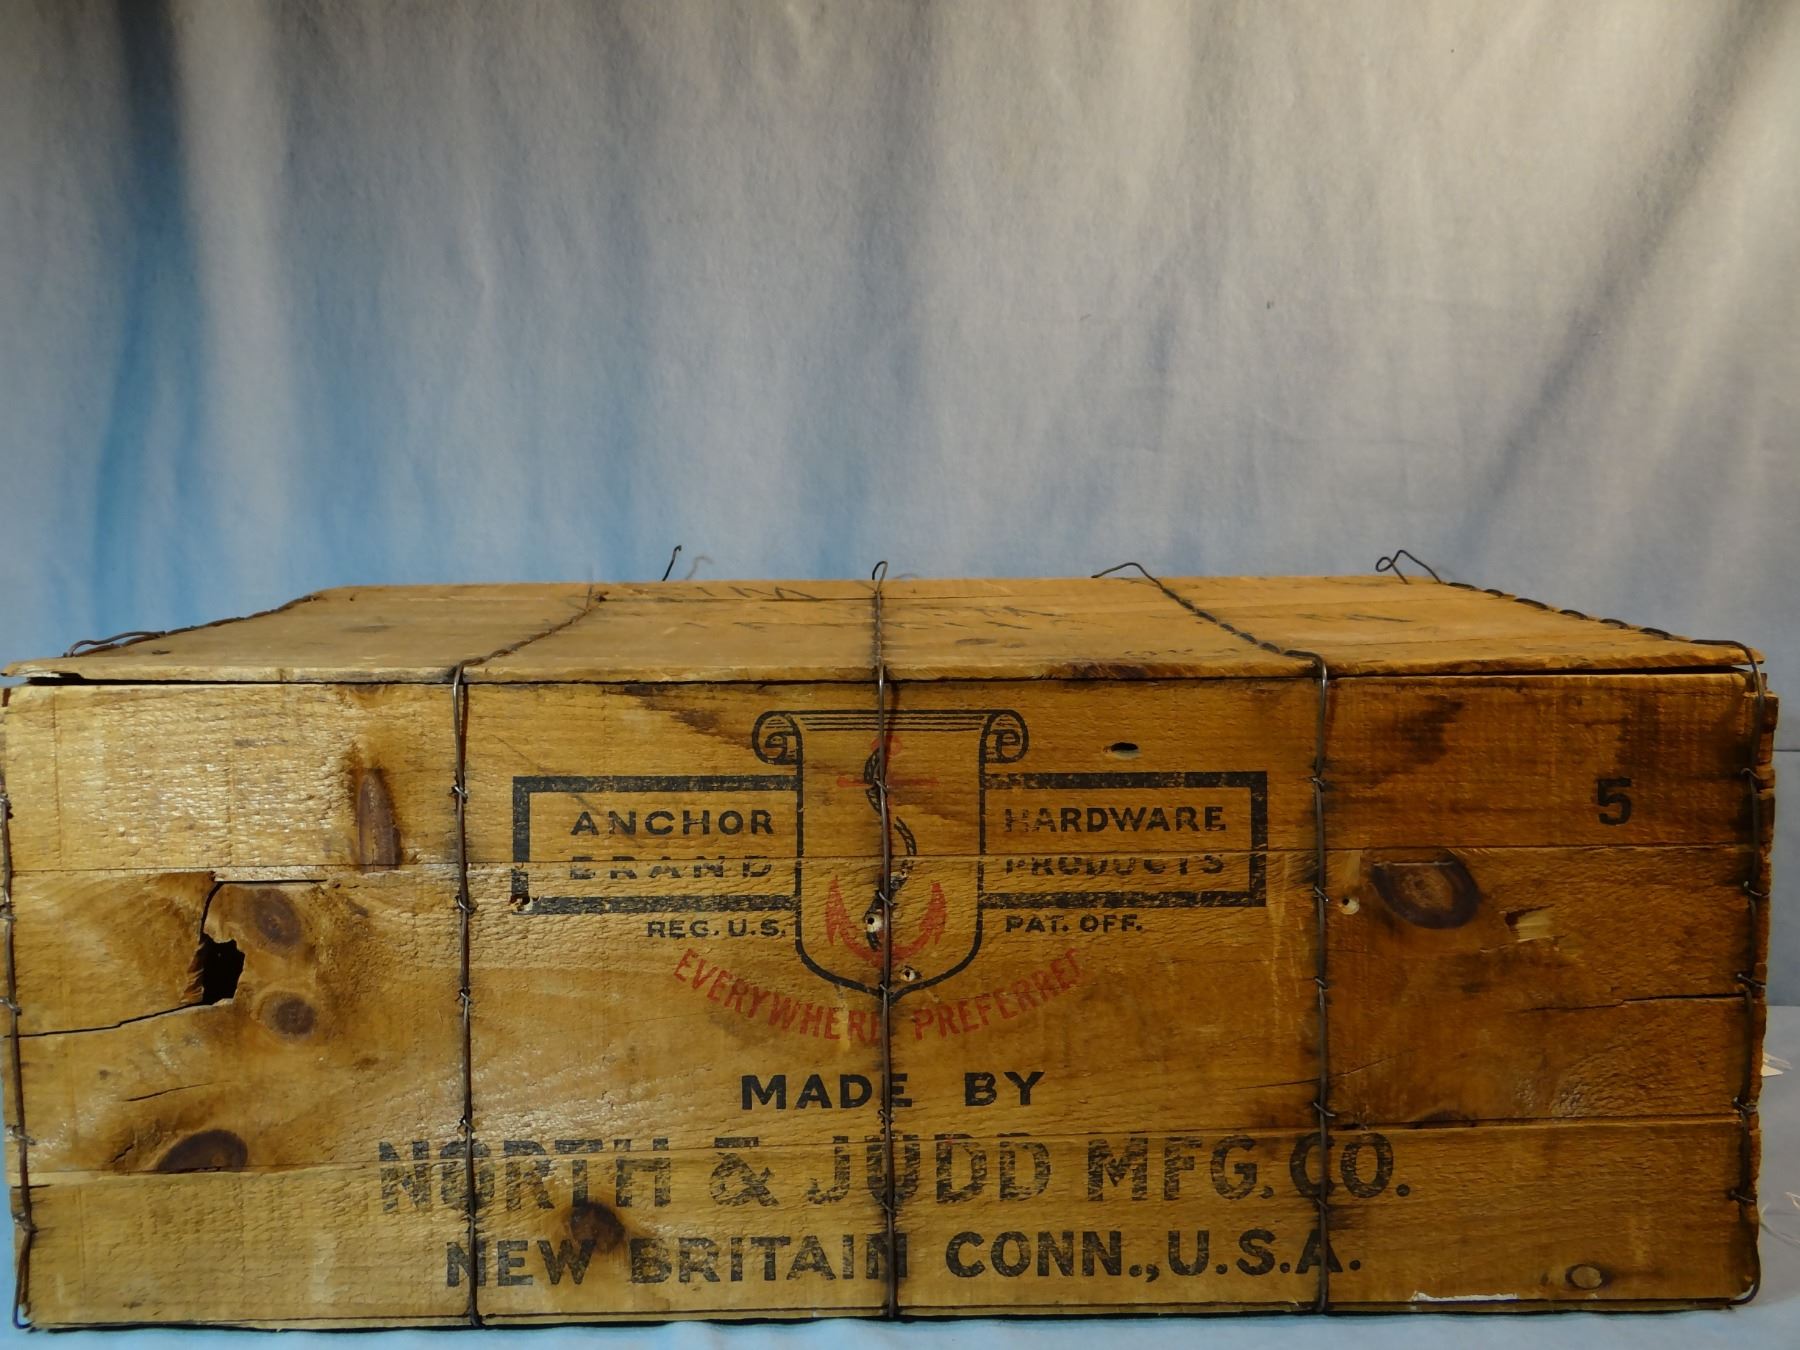 ANCHOR HARDWARE
BRAND PRODUCTS
REG. U.S. PAT. OFF.
EVERYWHERE PREFERRED
5
MADE BY
NORTH & JUDD MFG. CO.
NEW BRITAIN CONN., U.S.A.